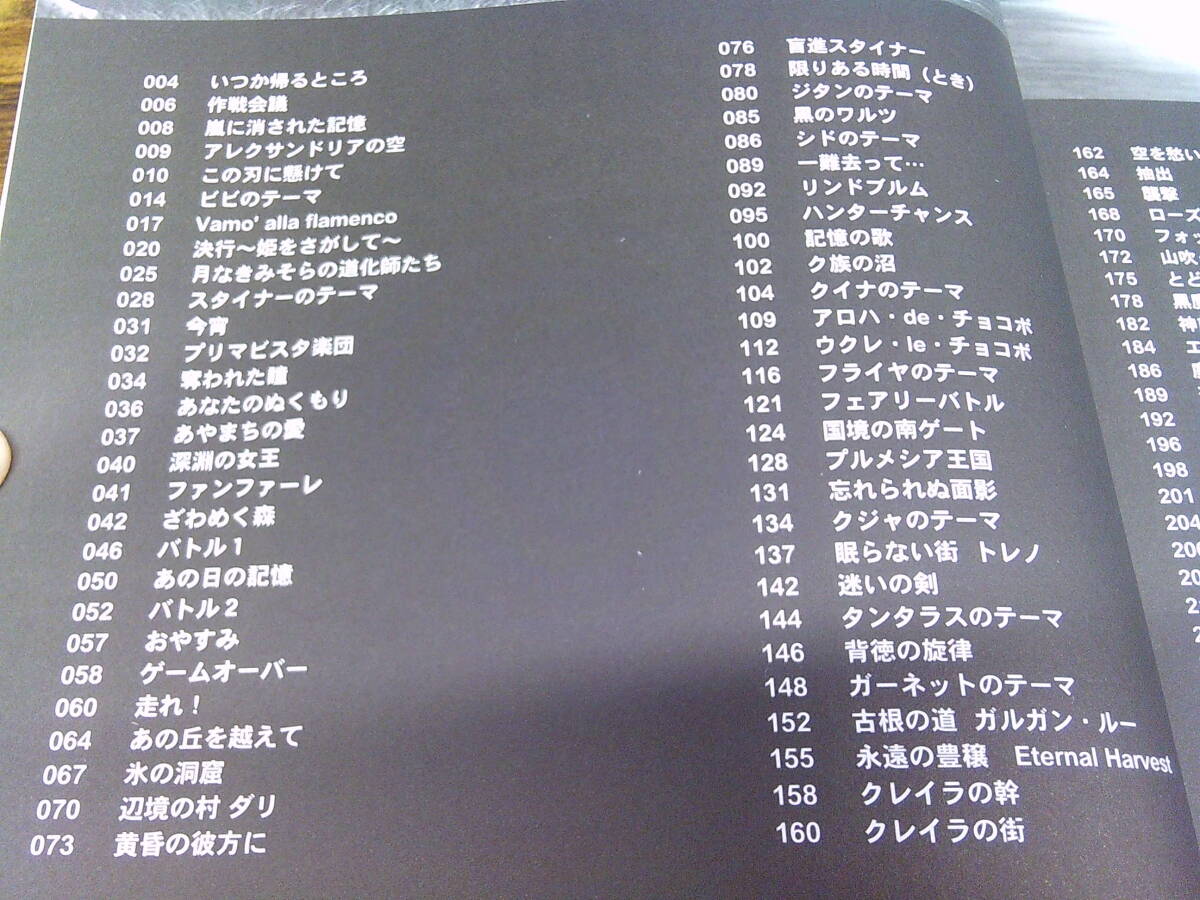 004 いつか帰るところ
006 作戦会議
008 嵐に消された記憶
009 アレクサンドリアの空
010 この刃に懸けて
014 ビビのテーマ
017 Vamo' alla flamenco
020 決行～姫をさがして～
025 月なきみそらの道化師たち
028 スタイナーのテーマ
031 今宵
032 プリマビスタ楽団
034 奪われた瞳
036 あなたのぬくもり
037 あやまちの愛
040 深淵の女王
041 ファンファーレ
042 ざわめく森
046 バトル1
050 あの日の記憶
052 バトル2
057 おやすみ
058 ゲームオーバー
060 走れ！
064 あの丘を越えて
067 氷の洞窟
070 辺境の村 ダリ
073 黄昏の彼方に
076 盲進スタイナー
078 限りある時間（とき）
080 ジタンのテーマ
085 黒のワルツ
086 シドのテーマ
089 一難去って…
092 リンドブルム
095 ハンターチャンス
100 記憶の歌
102 ク族の沼
104 クイナのテーマ
109 アロハ・de・チョコボ
112 ウクレ・le・チョコボ
116 フライヤのテーマ
121 フェアリーバトル
124 国境の南ゲート
128 ブルメシア王国
131 忘れられぬ面影
134 クジャのテーマ
137 眠らない街 トレノ
142 迷いの剣
144 タンタラスのテーマ
146 背徳の旋律
148 ガーネットのテーマ
152 古根の道 ガルガン・ルー
155 永遠の豊穣 Eternal Harvest
158 クレイラの幹
160 クレイラの街
162 空を愁い
164 抽出
165 襲撃
168 ローズ
170 フォッ
172 山吹
175 とど
178 黒
182 神
184 エ
186
189
192
196
198
201
204